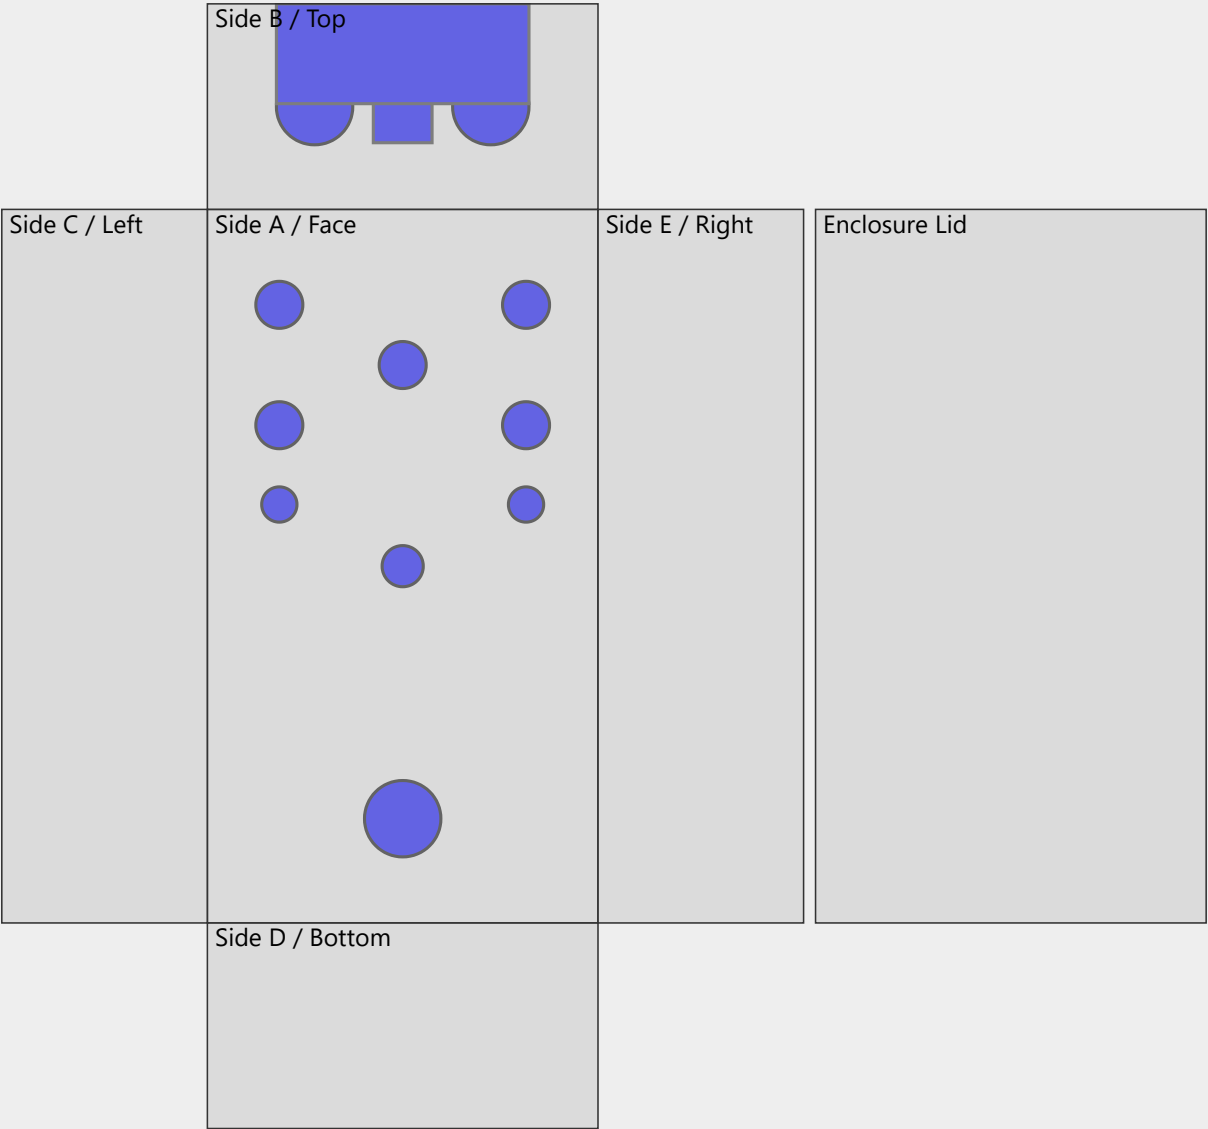 Side B / Top
Side C / Left
Side A / Face
Side E / Right
Enclosure Lid
Side D / Bottom